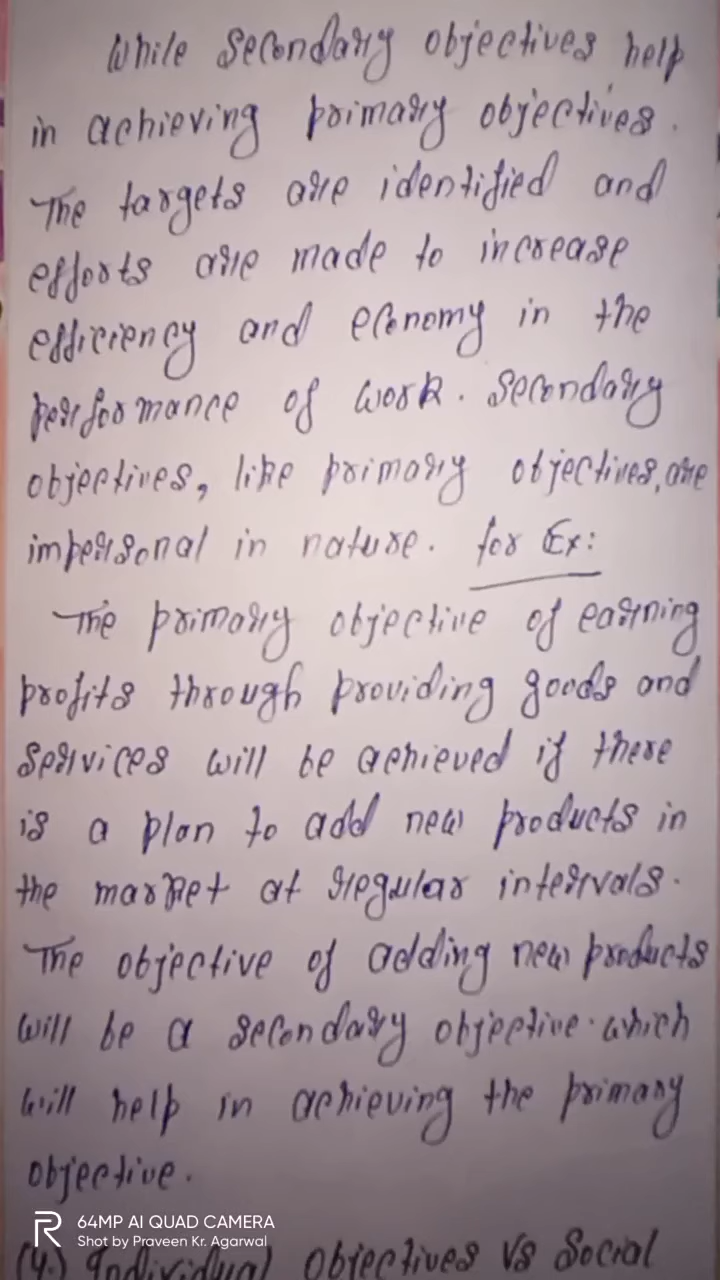 While Secondary objectives help
in achieving primary objectives.
The targets are identified and
efforts are made to increase
efficiency and economy in the
performance of work. Secondary
objectives, like primary objectives, are
impersonal in nature. for Ex:
The primary objective of earning
profits through providing goods and
services will be achieved if there
is a plan to add new products in
the market at regular intervals.
The objective of adding new products
will be a secondary objective which
will help in achieving the primary
objective.
64MP AI QUAD CAMERA
Shot by Praveen Kr. Agarwal
(4.) Individual objectives Vs Social